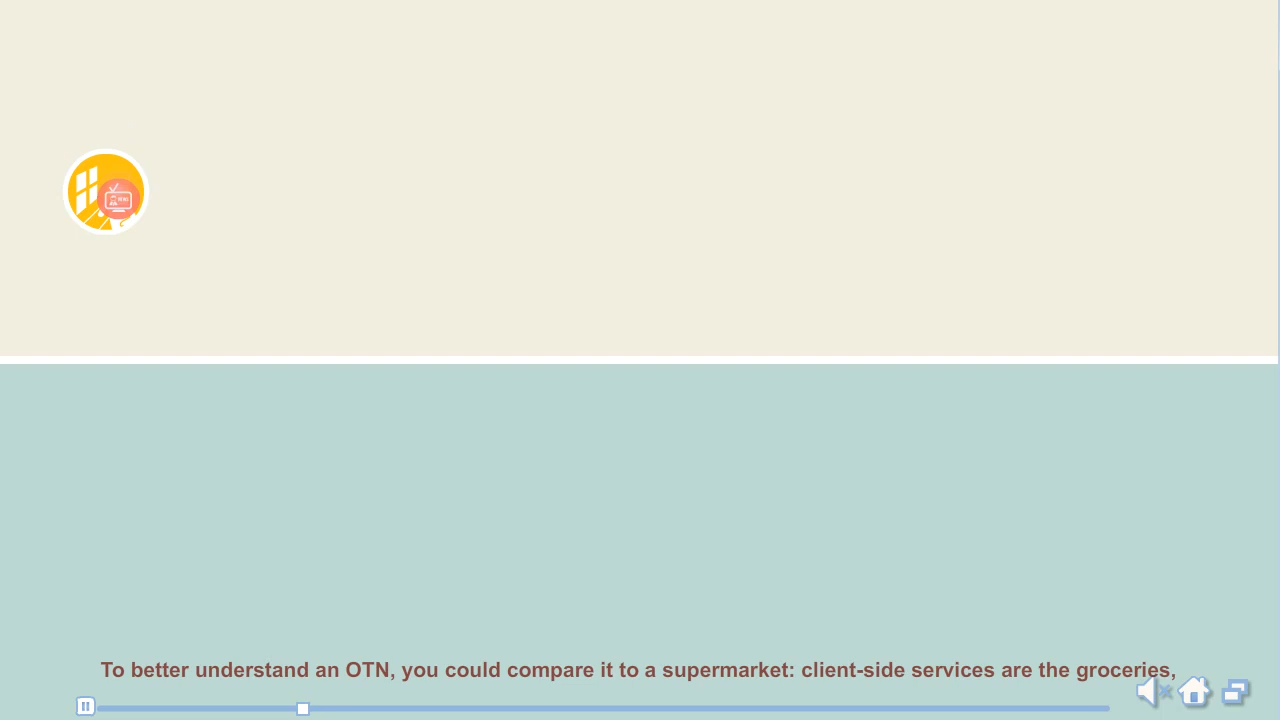 To better understand an OTN, you could compare it to a supermarket: client-side services are the groceries,